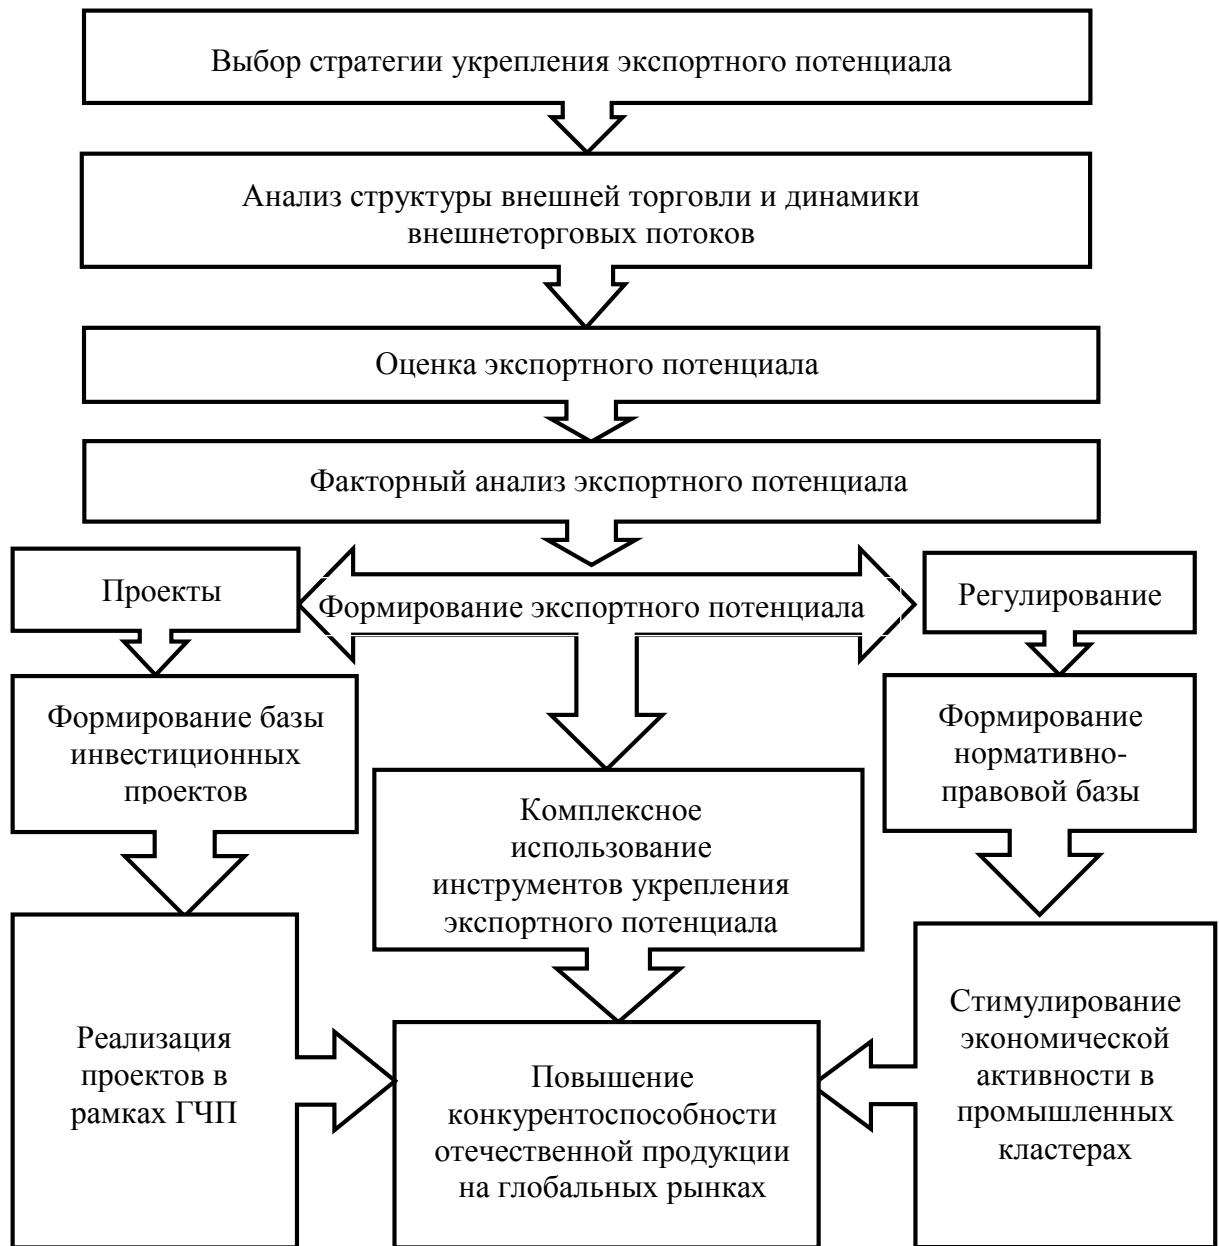 Выбор стратегии укрепления экспортного потенциала
Анализ структуры внешней торговли и динамики
внешнеторговых потоков
Оценка экспортного потенциала
Факторный анализ экспортного потенциала
Проекты
Формирование экспортного потенциала
Регулирование
Формирование базы
инвестиционных
проектов
Формирование
нормативно-
правовой базы
Комплексное
использование
инструментов укрепления
экспортного потенциала
Реализация
проектов в
рамках ГЧП
Повышение
конкурентоспособности
отечественной продукции
на глобальных рынках
Стимулирование
экономической
активности в
промышленных
кластерах